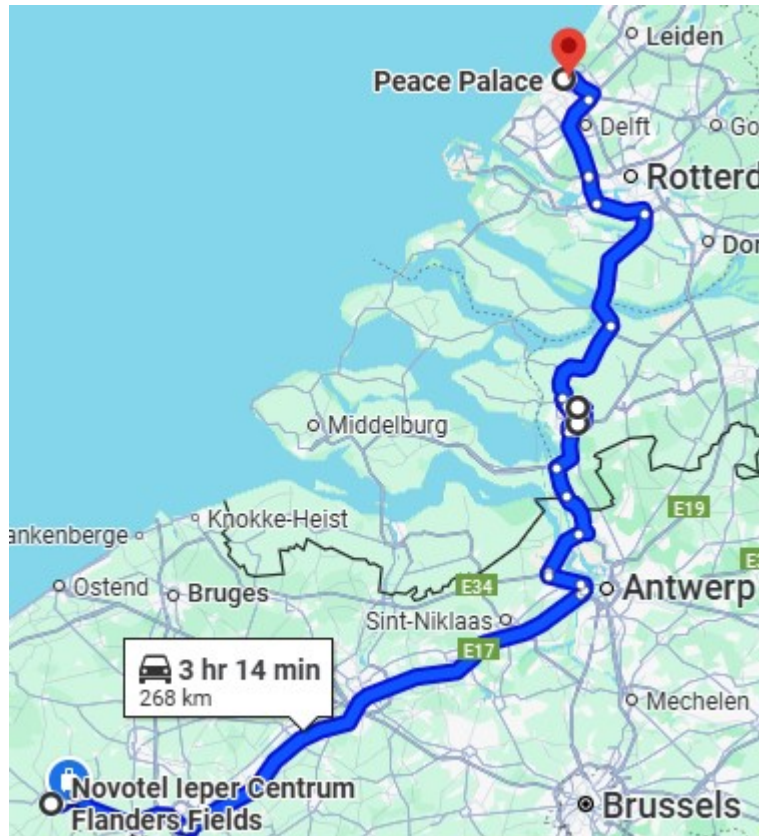 Leiden
Peace Palace
Delft
Go
Rotterd
Dor
Middelburg
Knokke-Heist
E19
ankenberge
E34
Ostend
Bruges
Antwerp
Sint-Niklaas
E17
3 hr 14 min
268 km
Mechelen
Novotel Ieper Centrum
Flanders Fields
Brussels